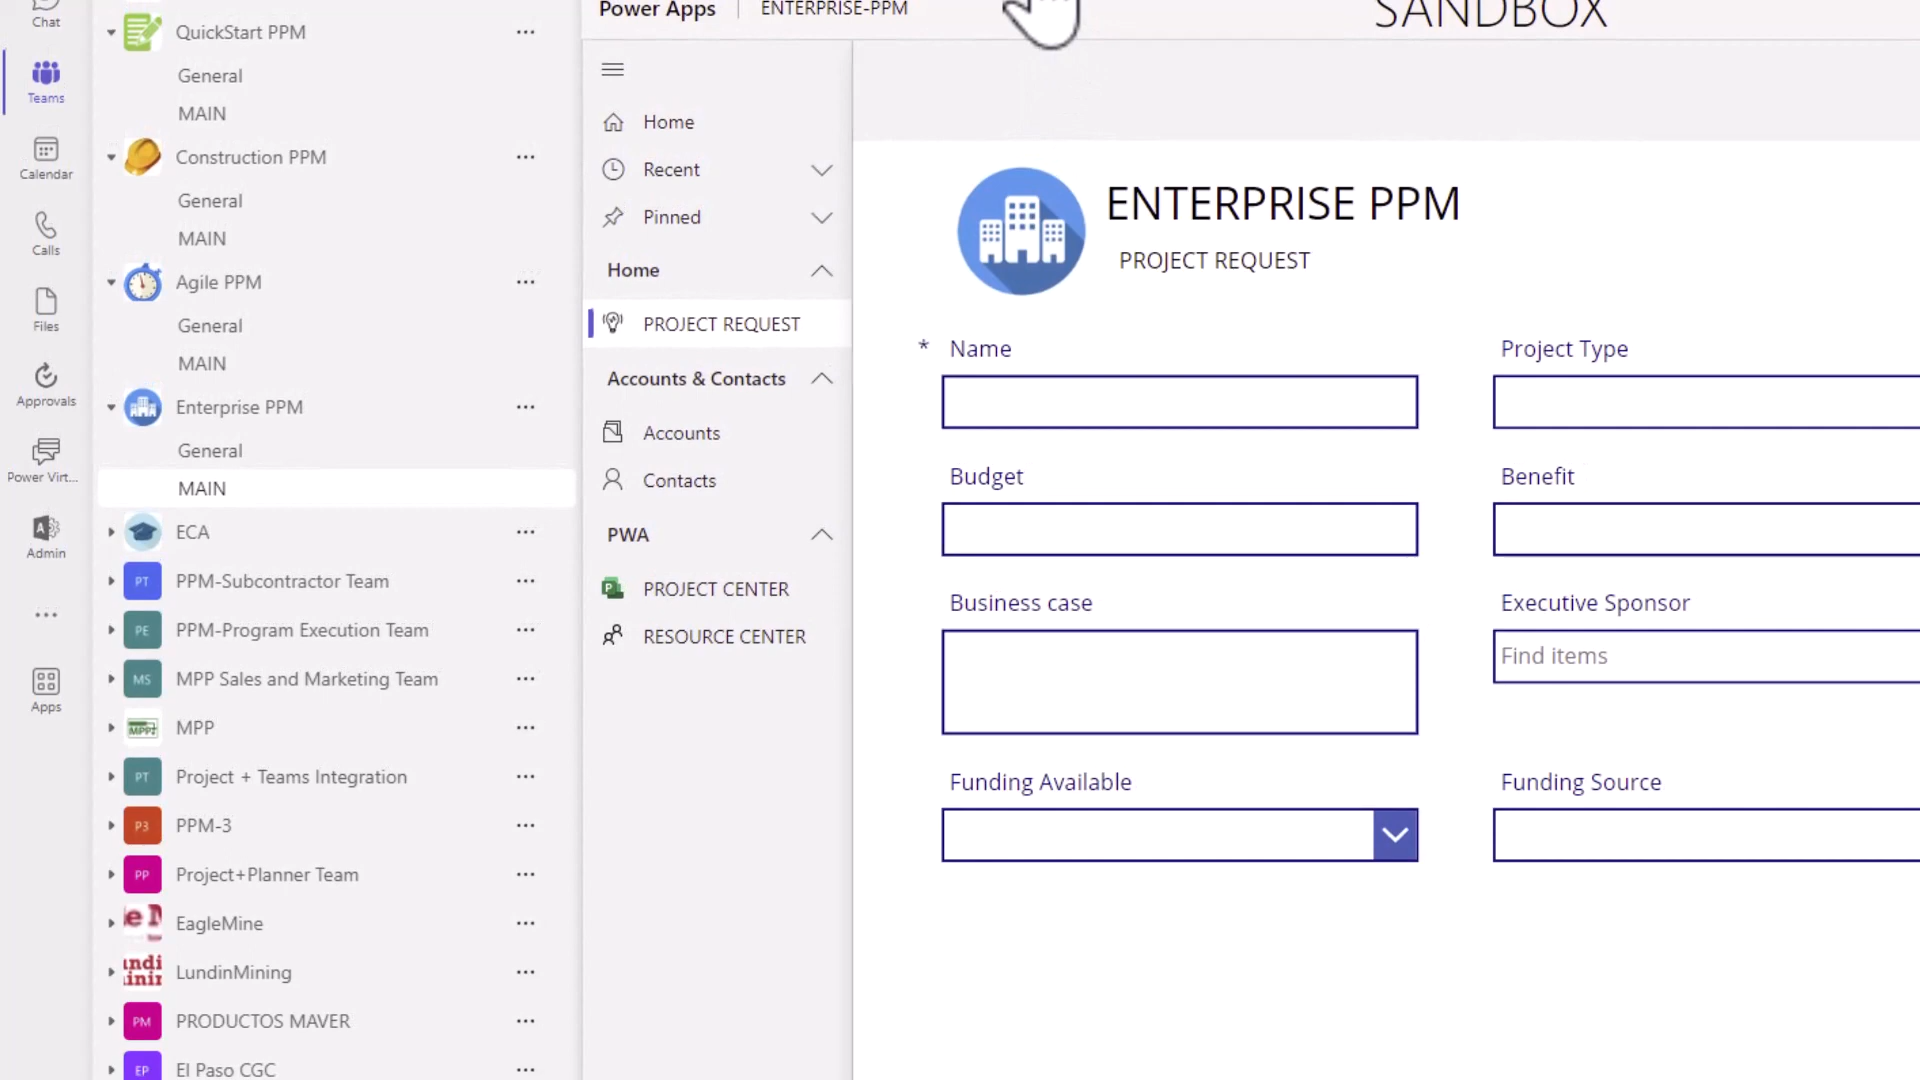 Chat
Teams
Calendar
Calls
Files
Approvals
Power Virt...
Admin
Apps
QuickStart PPM
General
MAIN
Construction PPM
General
MAIN
Agile PPM
General
MAIN
Enterprise PPM
General
MAIN
ECA
PT PPM-Subcontractor Team
PE PPM-Program Execution Team
MS MPP Sales and Marketing Team
MPP MPP
PT Project + Teams Integration
P3 PPM-3
PP Project+Planner Team
EagleMine
LundinMining
PM PRODUCTOS MAVER
EP El Paso CGC
Power Apps | ENTERPRISE-PPM
SANDBOX
Home
Recent
Pinned
Home
PROJECT REQUEST
Accounts & Contacts
Accounts
Contacts
PWA
PROJECT CENTER
RESOURCE CENTER
ENTERPRISE PPM
PROJECT REQUEST
* Name
Project Type
Budget
Benefit
Business case
Executive Sponsor
Find items
Funding Available
Funding Source